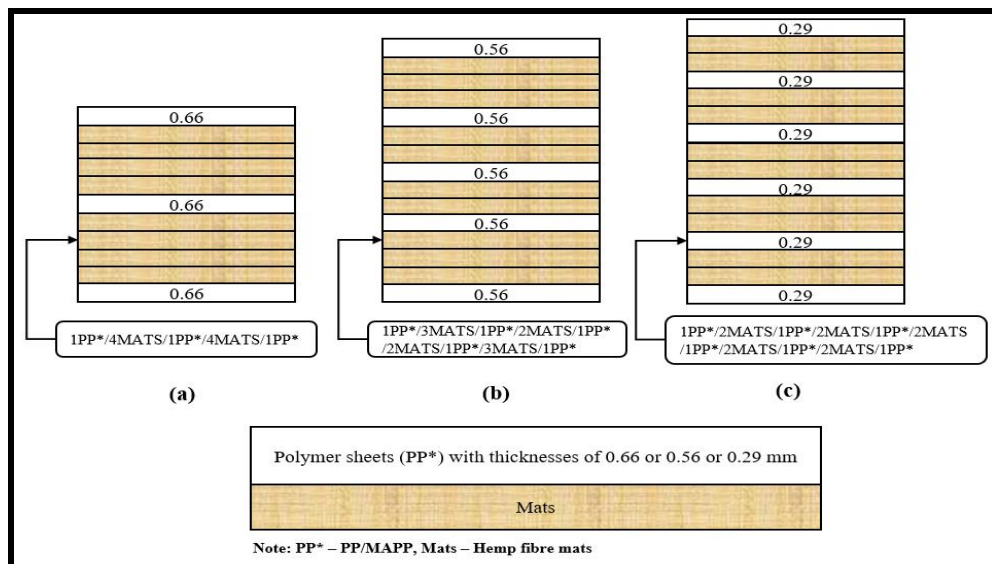 0.66
0.66
0.66
1PP*/4MATS/1PP*/4MATS/1PP*
(a)
0.56
0.56
0.56
0.56
0.56
1PP*/3MATS/1PP*/2MATS/1PP*
/2MATS/1PP*/3MATS/1PP*
(b)
0.29
0.29
0.29
0.29
0.29
0.29
1PP*/2MATS/1PP*/2MATS/1PP*/2MATS
/1PP*/2MATS/1PP*/2MATS/1PP*
(c)
Polymer sheets (PP*) with thicknesses of 0.66 or 0.56 or 0.29 mm
Mats
Note: PP* – PP/MAPP, Mats – Hemp fibre mats